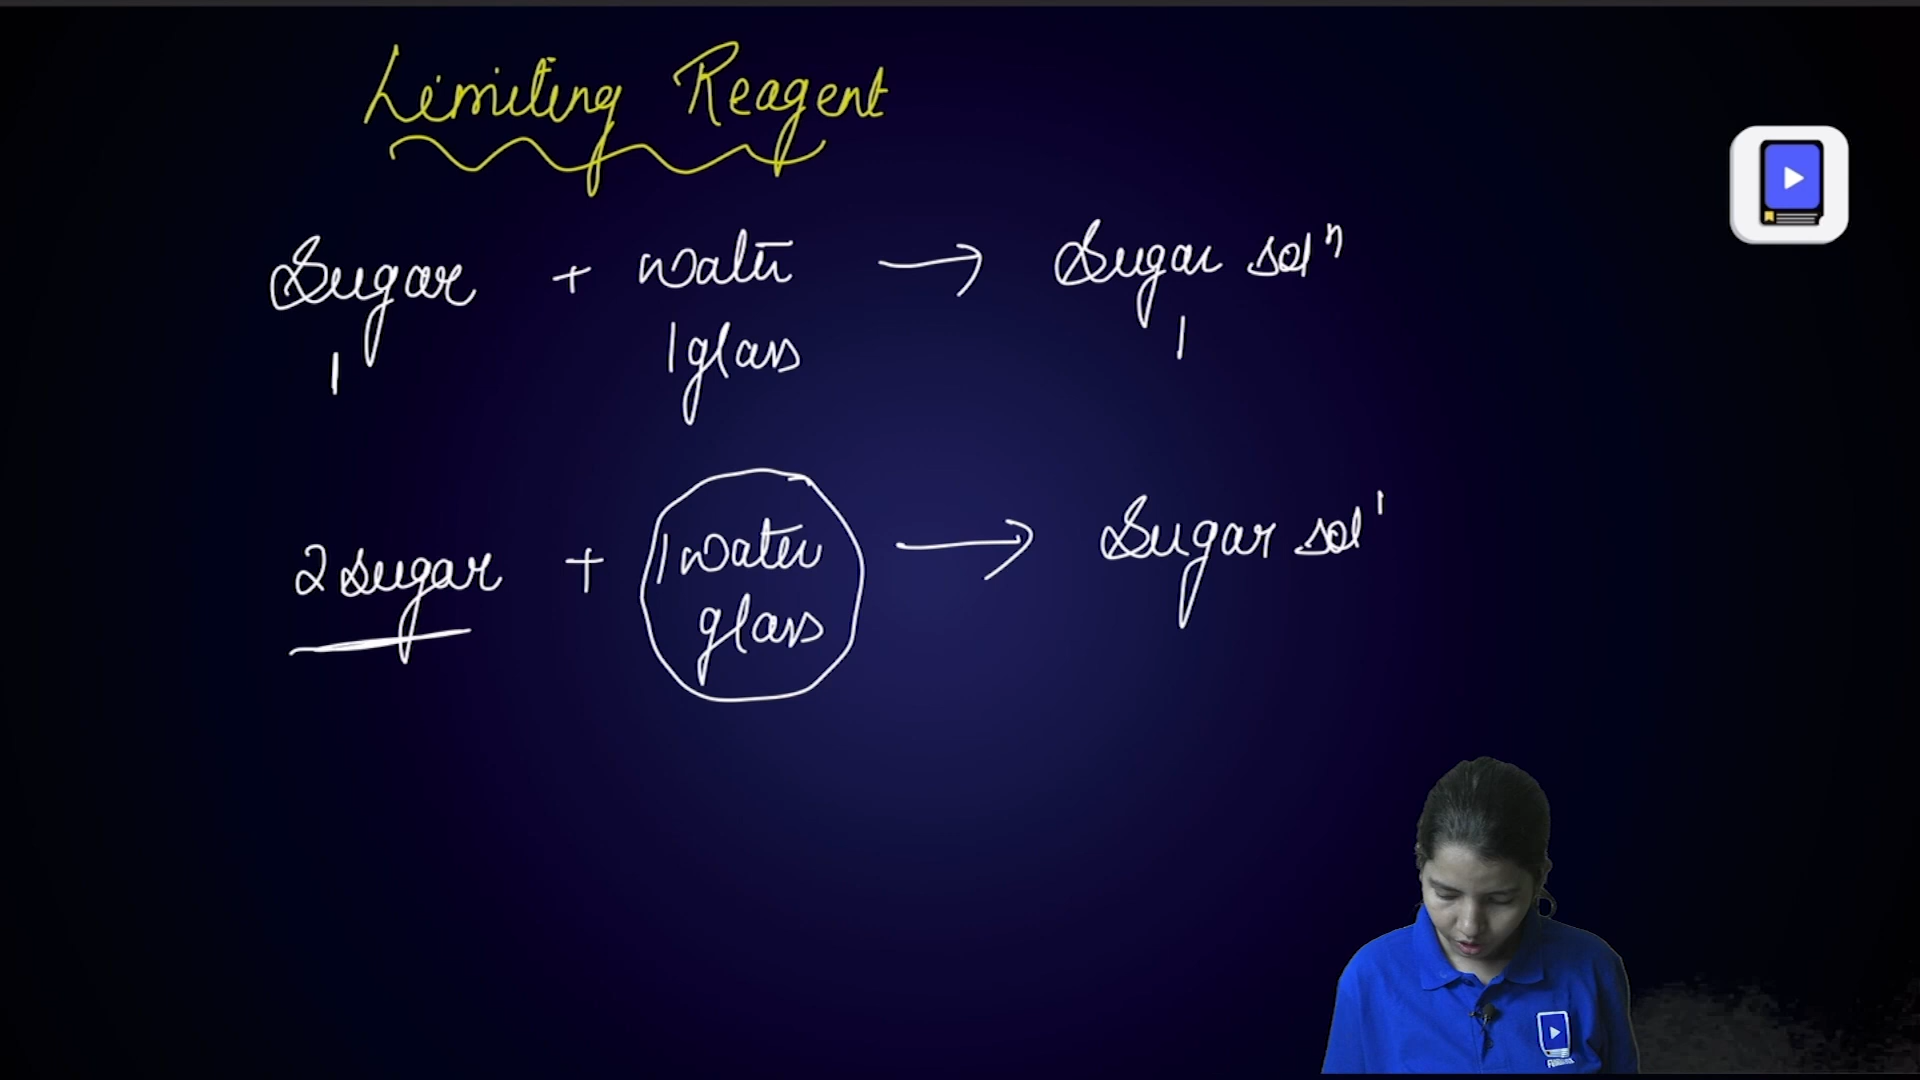 Limiting Reagent
Sugar + water → Sugar solⁿ
1 1 glass 1
2 sugar + 1 water → Sugar sol'
glass